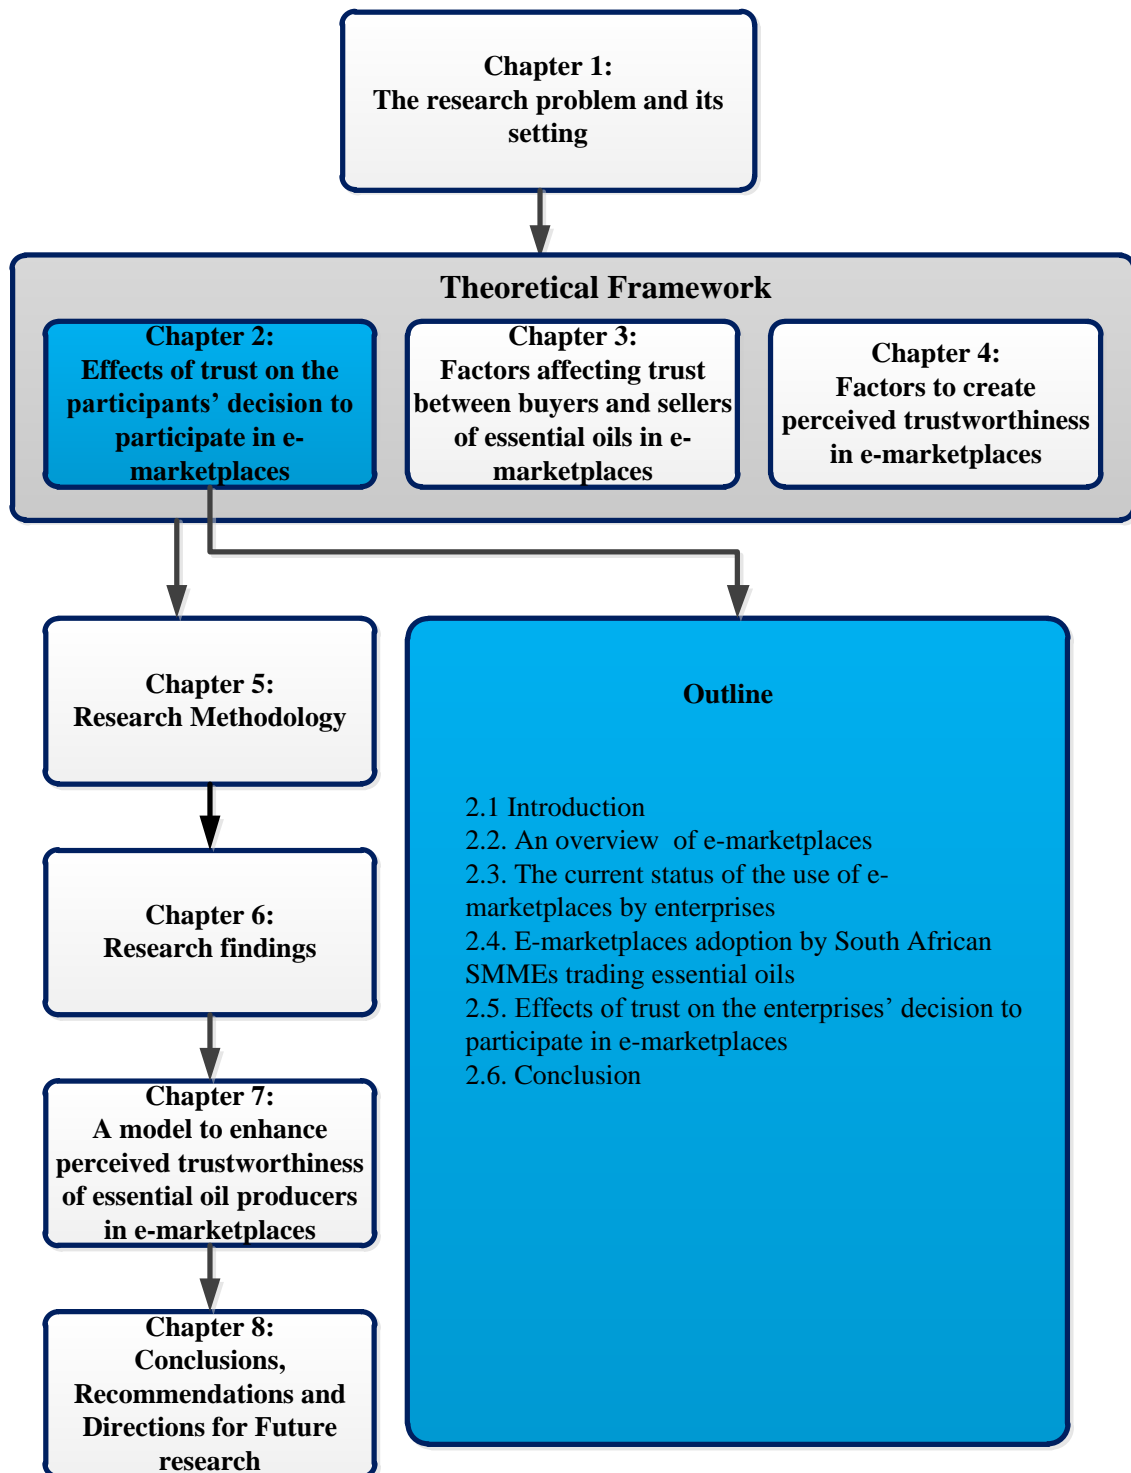 Chapter 1:
The research problem and its
setting
Theoretical Framework
Chapter 2:
Effects of trust on the
participants’ decision to
participate in e-
marketplaces
Chapter 3:
Factors affecting trust
between buyers and sellers
of essential oils in e-
marketplaces
Chapter 4:
Factors to create
perceived trustworthiness
in e-marketplaces
Chapter 5:
Research Methodology
Chapter 6:
Research findings
Chapter 7:
A model to enhance
perceived trustworthiness
of essential oil producers
in e-marketplaces
Chapter 8:
Conclusions,
Recommendations and
Directions for Future
research
Outline
2.1 Introduction
2.2. An overview  of e-marketplaces
2.3. The current status of the use of e-
marketplaces by enterprises
2.4. E-marketplaces adoption by South African
SMMEs trading essential oils
2.5. Effects of trust on the enterprises’ decision to
participate in e-marketplaces
2.6. Conclusion